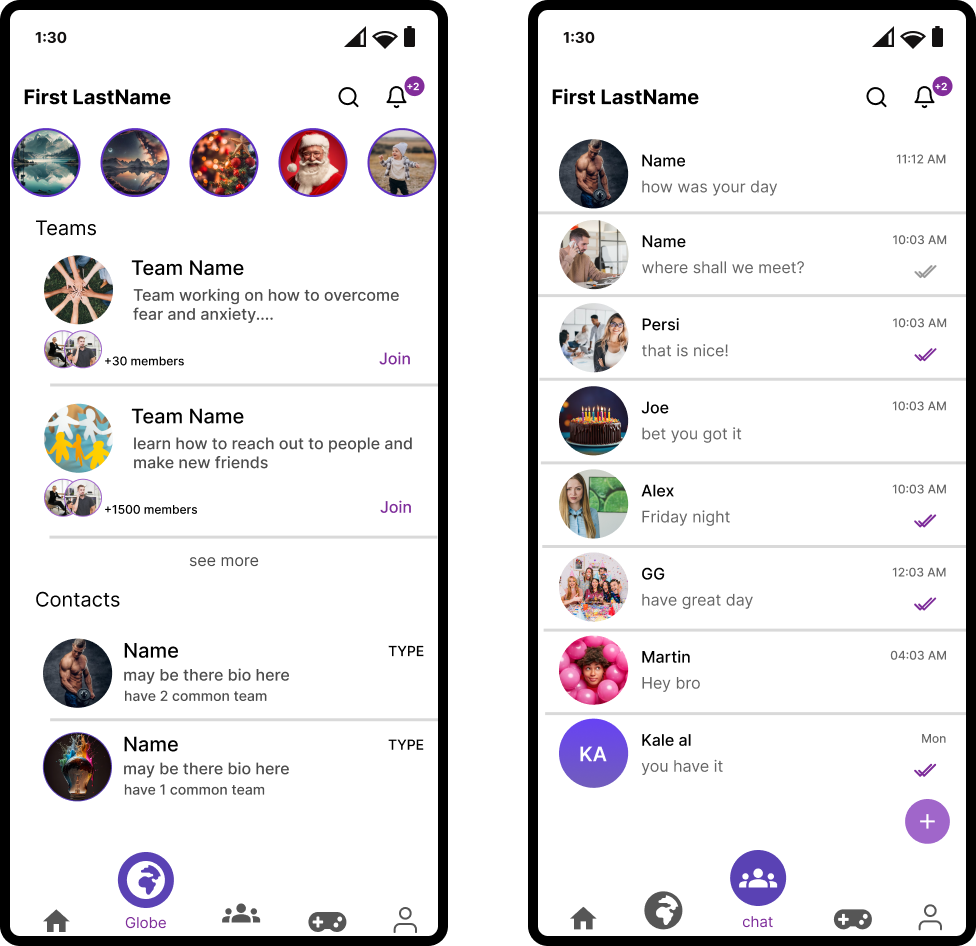 1:30
First LastName
+2
Teams
Team Name
Team working on how to overcome
fear and anxiety....
+30 members
Join
Team Name
learn how to reach out to people and
make new friends
+1500 members
Join
see more
Contacts
Name
TYPE
may be there bio here
have 2 common team
Name
TYPE
may be there bio here
have 1 common team
Globe
1:30
First LastName
+2
Name
11:12 AM
how was your day
Name
10:03 AM
where shall we meet?
Persi
10:03 AM
that is nice!
Joe
10:03 AM
bet you got it
Alex
10:03 AM
Friday night
GG
12:03 AM
have great day
Martin
04:03 AM
Hey bro
KA
Kale al
Mon
you have it
+
chat